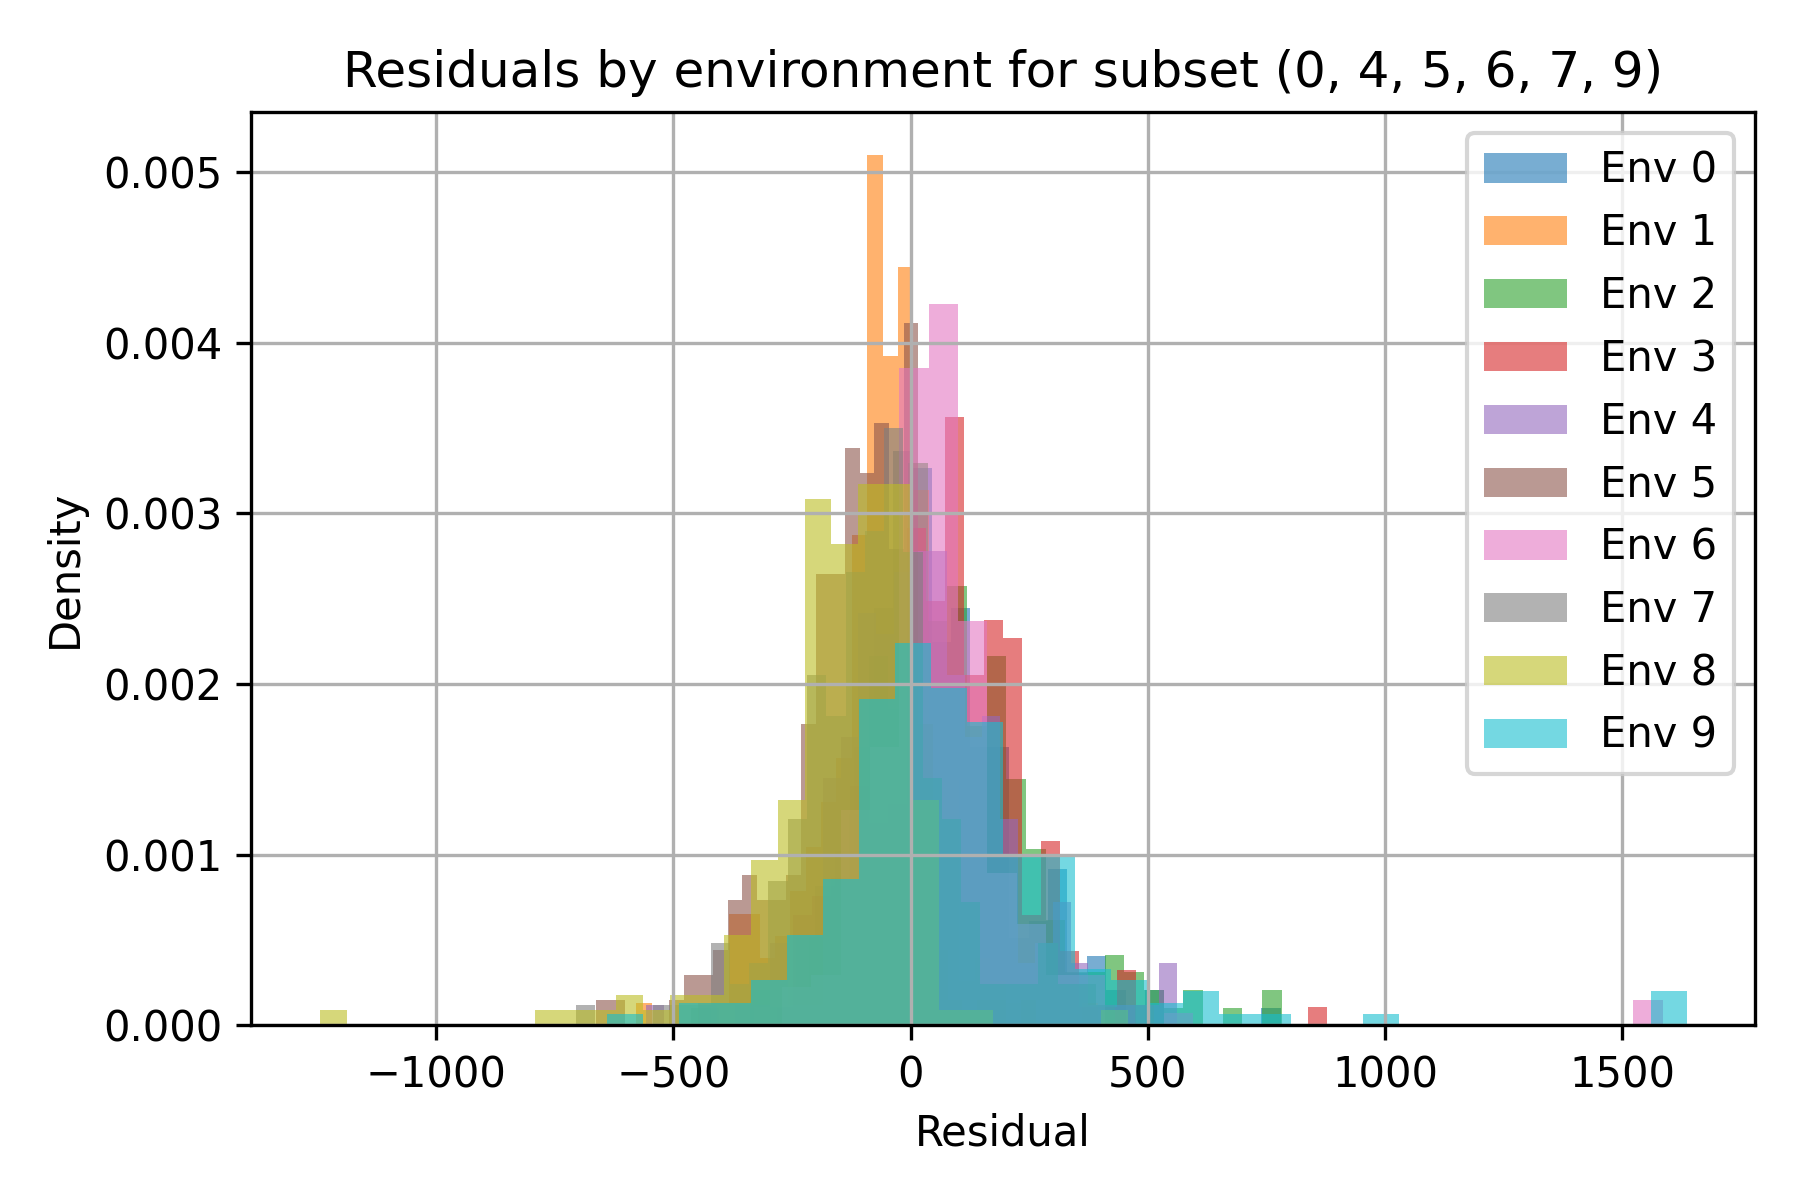 Residuals by environment for subset (0, 4, 5, 6, 7, 9)
0.005
0.004
0.003
0.002
0.001
0.000
Density
−1000
−500
0
500
1000
1500
Residual
Env 0
Env 1
Env 2
Env 3
Env 4
Env 5
Env 6
Env 7
Env 8
Env 9